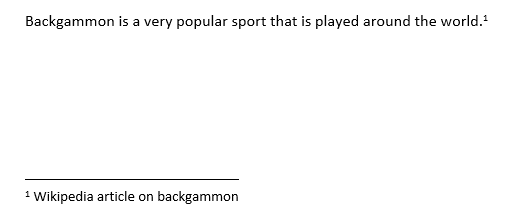 Backgammon is a very popular sport that is played around the world.¹
¹ Wikipedia article on backgammon